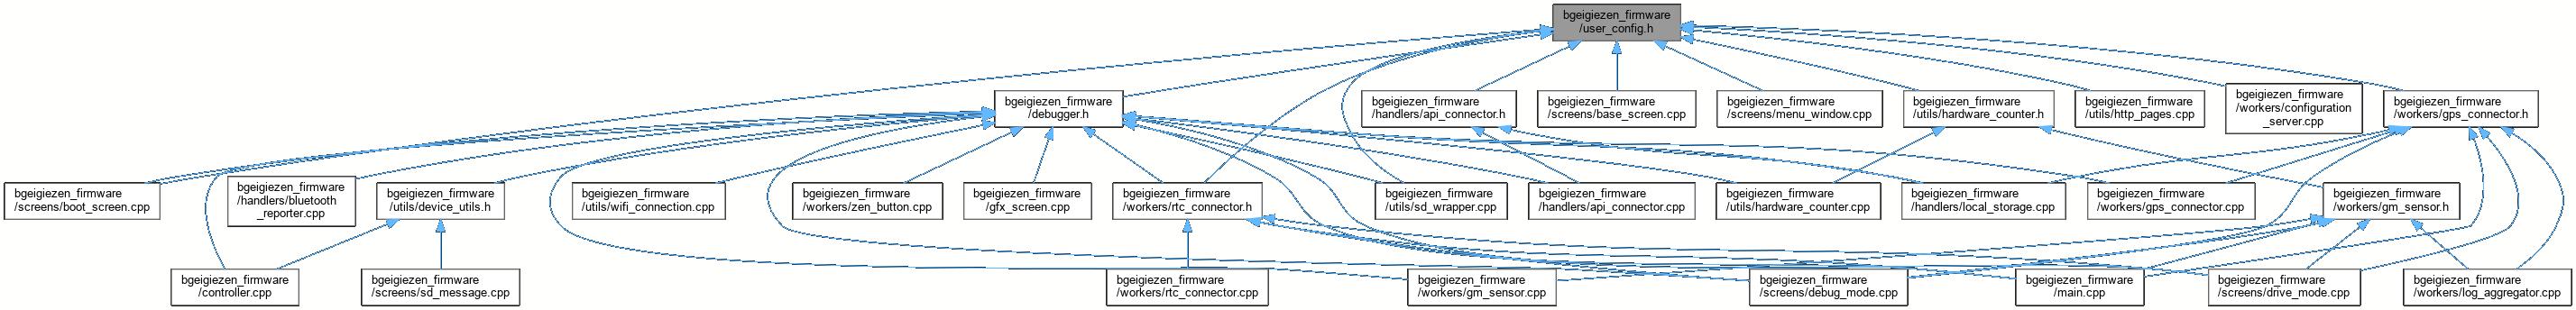 bgeigiezen_firmware
/user_config.h
bgeigiezen_firmware
/debugger.h
bgeigiezen_firmware
/handlers/api_connector.h
bgeigiezen_firmware
/screens/base_screen.cpp
bgeigiezen_firmware
/screens/menu_window.cpp
bgeigiezen_firmware
/utils/hardware_counter.h
bgeigiezen_firmware
/utils/http_pages.cpp
bgeigiezen_firmware
/workers/configuration
_server.cpp
bgeigiezen_firmware
/workers/gps_connector.h
bgeigiezen_firmware
/screens/boot_screen.cpp
bgeigiezen_firmware
/handlers/bluetooth
_reporter.cpp
bgeigiezen_firmware
/utils/device_utils.h
bgeigiezen_firmware
/utils/wifi_connection.cpp
bgeigiezen_firmware
/workers/zen_button.cpp
bgeigiezen_firmware
/gfx_screen.cpp
bgeigiezen_firmware
/workers/rtc_connector.h
bgeigiezen_firmware
/utils/sd_wrapper.cpp
bgeigiezen_firmware
/handlers/api_connector.cpp
bgeigiezen_firmware
/utils/hardware_counter.cpp
bgeigiezen_firmware
/handlers/local_storage.cpp
bgeigiezen_firmware
/workers/gps_connector.cpp
bgeigiezen_firmware
/workers/gm_sensor.h
bgeigiezen_firmware
/controller.cpp
bgeigiezen_firmware
/screens/sd_message.cpp
bgeigiezen_firmware
/workers/rtc_connector.cpp
bgeigiezen_firmware
/workers/gm_sensor.cpp
bgeigiezen_firmware
/screens/debug_mode.cpp
bgeigiezen_firmware
/main.cpp
bgeigiezen_firmware
/screens/drive_mode.cpp
bgeigiezen_firmware
/workers/log_aggregator.cpp